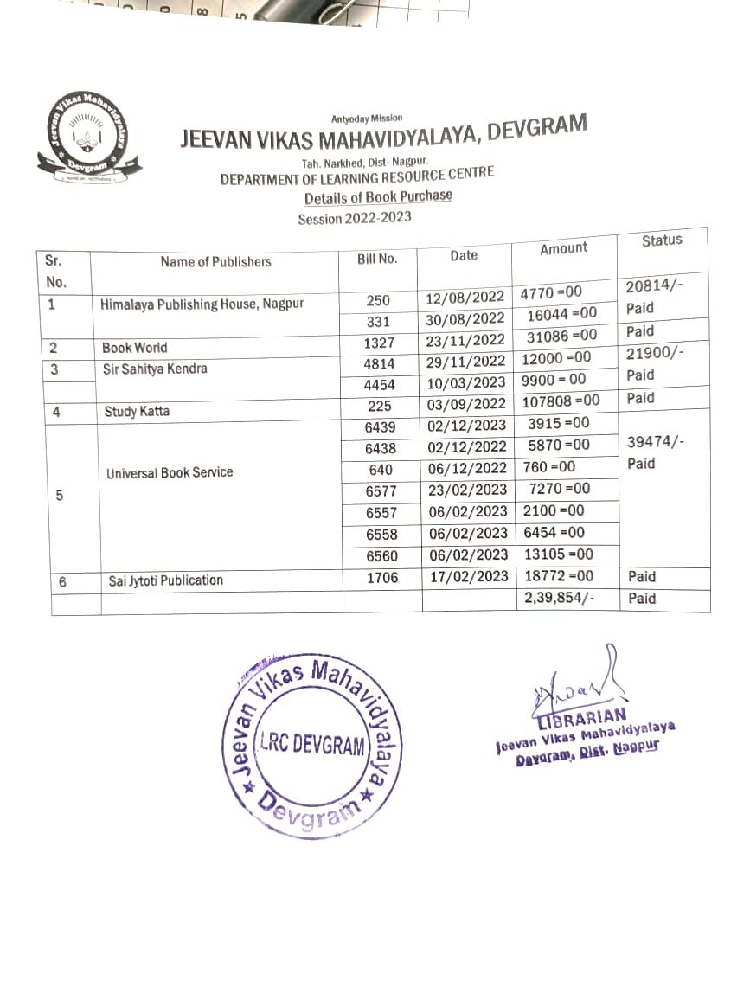 Jeevan Vikas Mahavidyalaya
Devgram
Antyoday Mission
JEEVAN VIKAS MAHAVIDYALAYA, DEVGRAM
Tah. Narkhed, Dist- Nagpur.
DEPARTMENT OF LEARNING RESOURCE CENTRE
Details of Book Purchase
Session 2022-2023
Sr. No. Name of Publishers Bill No. Date Amount Status
1 Himalaya Publishing House, Nagpur 250 12/08/2022 4770 =00 20814/-
331 30/08/2022 16044 =00 Paid
2 Book World 1327 23/11/2022 31086 =00 Paid
3 Sir Sahitya Kendra 4814 29/11/2022 12000 =00 21900/-
4454 10/03/2023 9900 = 00 Paid
4 Study Katta 225 03/09/2022 107808 =00 Paid
5 Universal Book Service 6439 02/12/2023 3915 =00 39474/-
6438 02/12/2022 5870 =00 Paid
640 06/12/2022 760 =00
6577 23/02/2023 7270 =00
6557 06/02/2023 2100 =00
6558 06/02/2023 6454 =00
6560 06/02/2023 13105 =00
6 Sai Jytoti Publication 1706 17/02/2023 18772 =00 Paid
2,39,854/- Paid
Jeevan Vikas Mahavidyalaya
LRC DEVGRAM
Devgram
LIBRARIAN
Jeevan Vikas Mahavidyalaya
Devgram, Dist. Nagpur